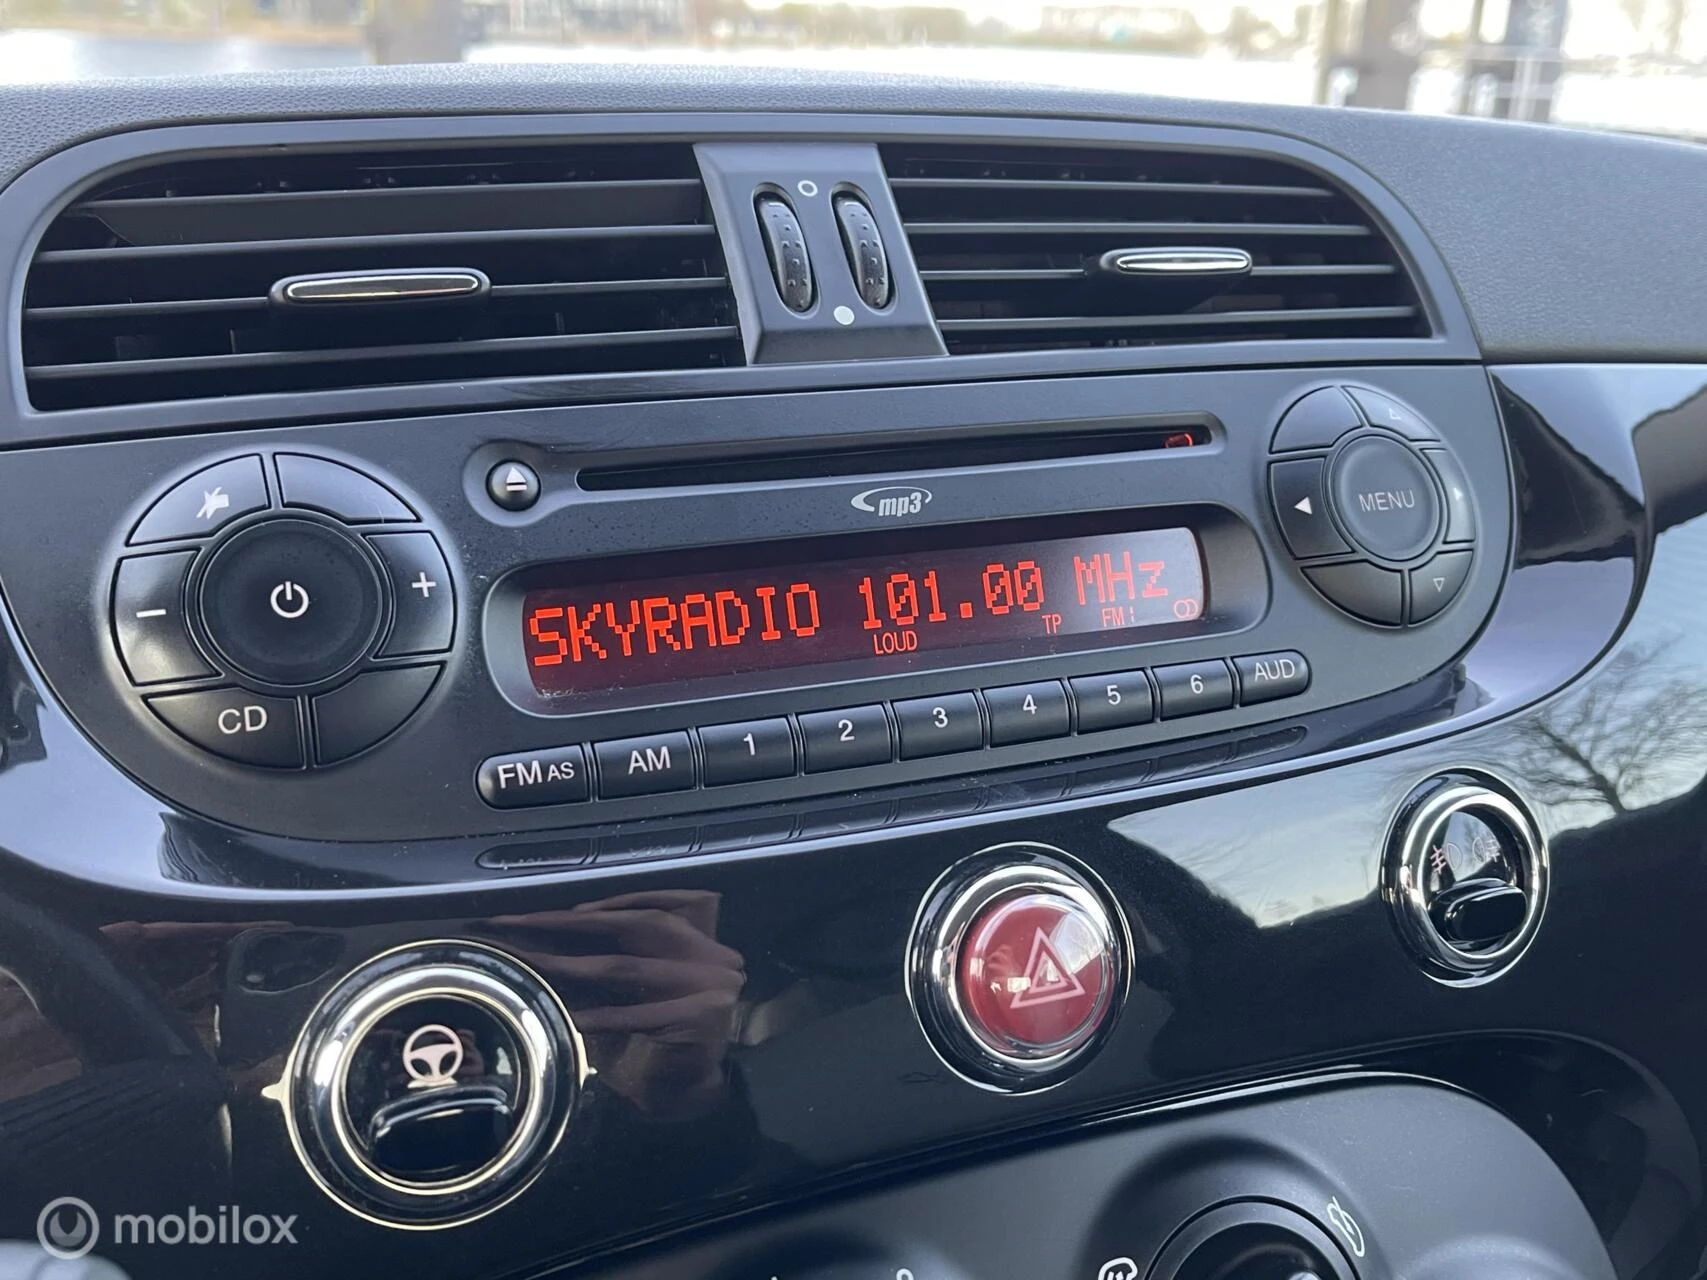 mp3
SKYRADIO 101.00 MHz
LOUD TP FM1
MENU
CD
FM AS AM 1 2 3 4 5 6 AUD
mobilox